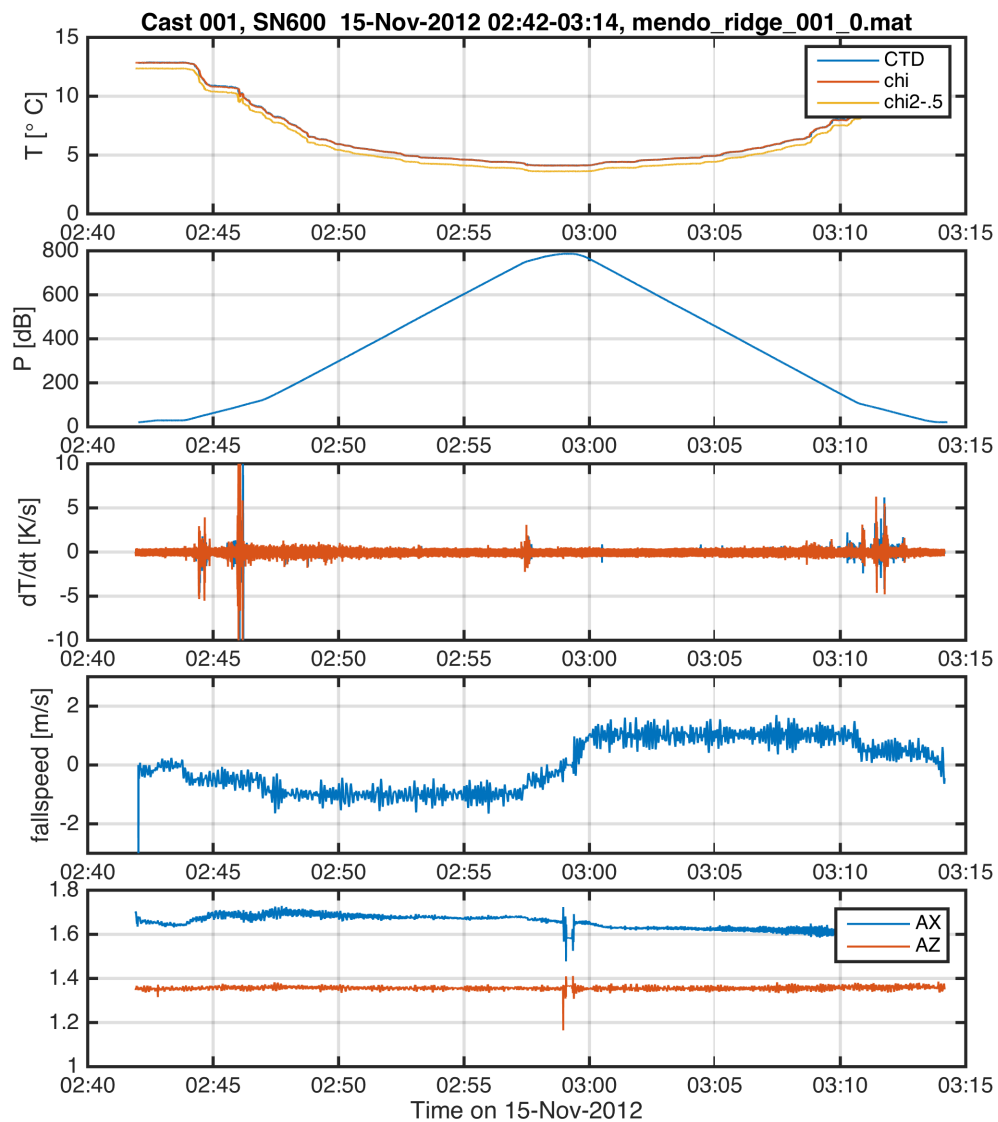 Cast 001, SN600  15-Nov-2012 02:42-03:14, mendo_ridge_001_0.mat
15
10
5
0
T [° C]
CTD
chi
chi2-.5
02:40 02:45 02:50 02:55 03:00 03:05 03:10 03:15
800
600
400
200
0
P [dB]
02:40 02:45 02:50 02:55 03:00 03:05 03:10 03:15
10
5
0
-5
-10
dT/dt [K/s]
02:40 02:45 02:50 02:55 03:00 03:05 03:10 03:15
2
0
-2
fallspeed [m/s]
02:40 02:45 02:50 02:55 03:00 03:05 03:10 03:15
1.8
1.6
1.4
1.2
1
AX
AZ
02:40 02:45 02:50 02:55 03:00 03:05 03:10 03:15
Time on 15-Nov-2012